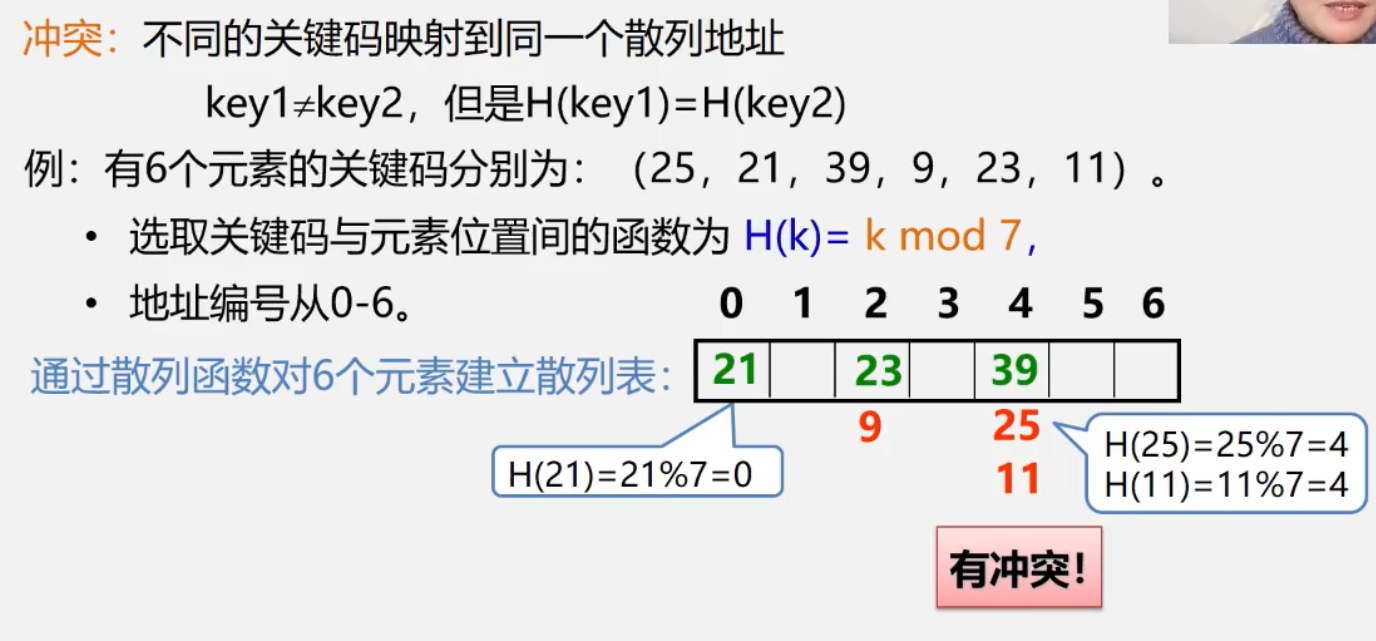 冲突：不同的关键码映射到同一个散列地址
key1≠key2，但是H(key1)=H(key2)
例：有6个元素的关键码分别为：（25，21，39，9，23，11）。
• 选取关键码与元素位置间的函数为 H(k)= k mod 7，
• 地址编号从0-6。
0 1 2 3 4 5 6
通过散列函数对6个元素建立散列表：
21 23 39
9 25
11
H(21)=21%7=0
H(25)=25%7=4
H(11)=11%7=4
有冲突！